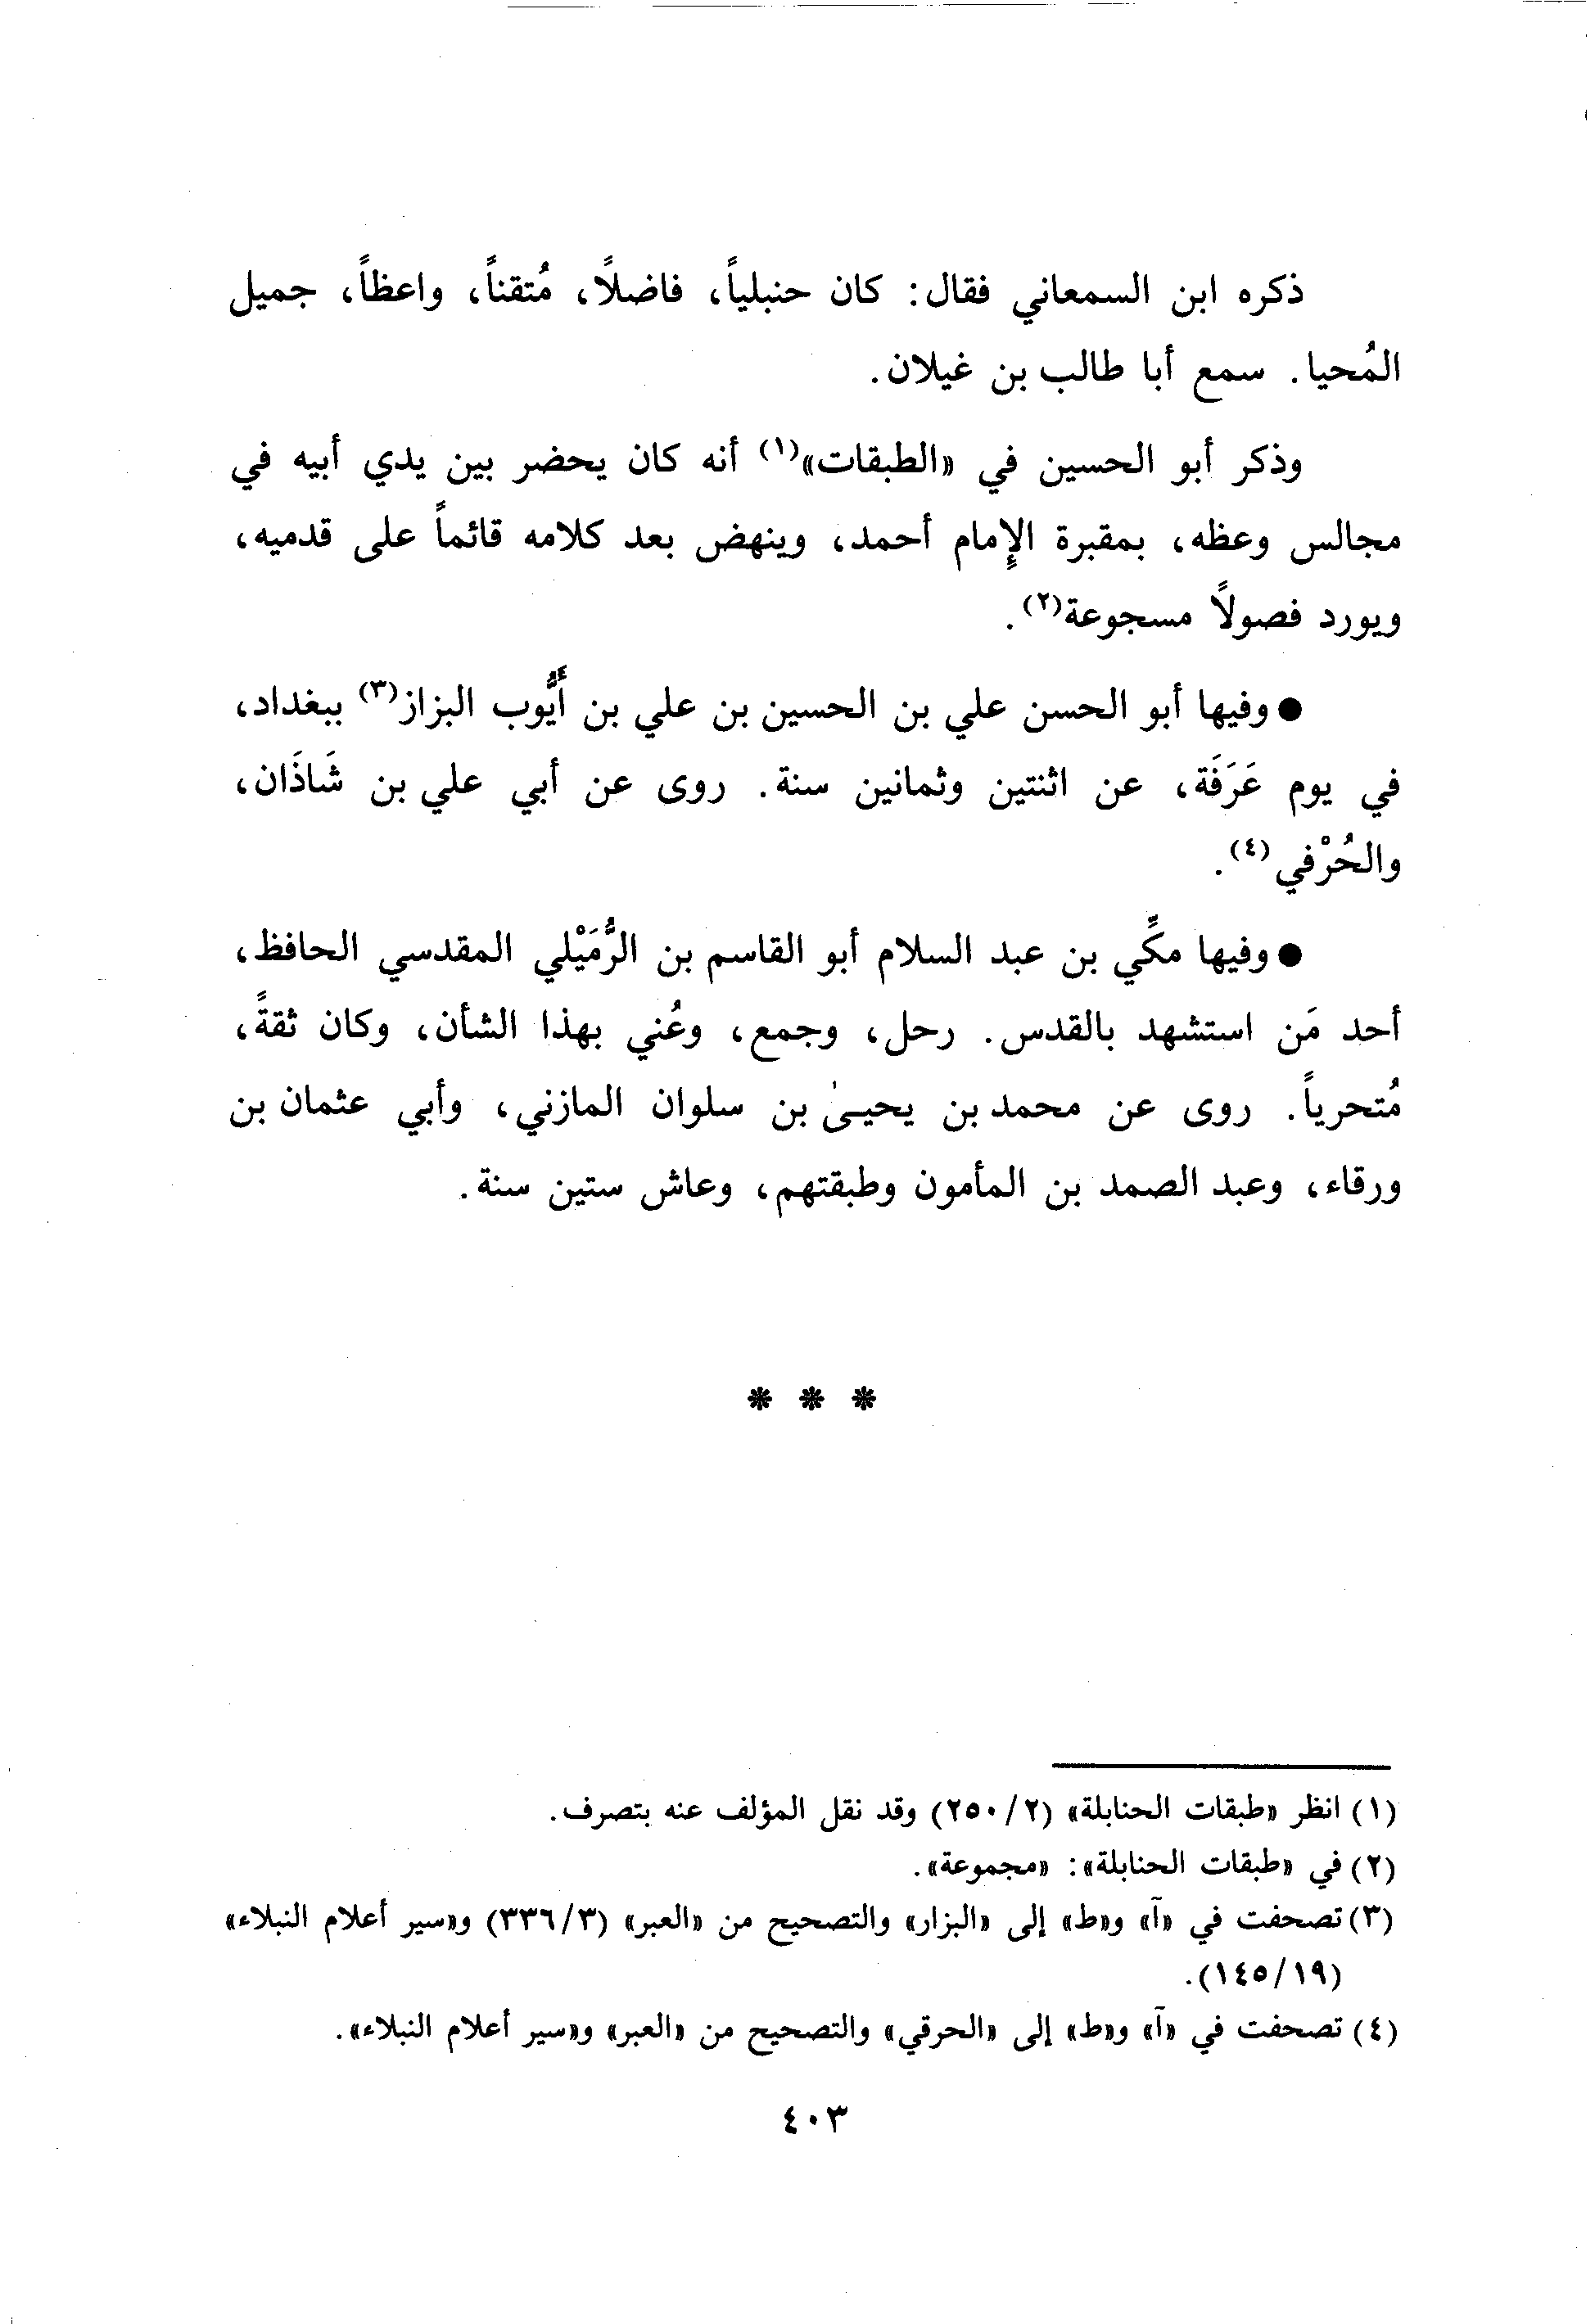 ذكره ابن السمعاني فقال: كان حنبلياً، فاضلاً، مُتقناً، واعظاً، جميل
المُحيا. سمع أبا طالب بن غيلان.
وذكر أبو الحسين في «الطبقات»(١) أنه كان يحضر بين يدي أبيه في
مجالس وعظه، بمقبرة الإِمام أحمد، وينهض بعد كلامه قائماً على قدميه،
ويورد فصولاً مسجوعة(٢).
● وفيها أبو الحسن علي بن الحسين بن علي بن أَيُّوب البزاز(٣) ببغداد،
في يوم عَرَفَة، عن اثنتين وثمانين سنة. روى عن أبي علي بن شَاذَان،
والحُرْفي(٤).
● وفيها مكِّي بن عبد السلام أبو القاسم بن الرُّمَيْلي المقدسي الحافظ،
أحد مَن استشهد بالقدس. رحل، وجمع، وعُني بهذا الشأن، وكان ثقةً،
مُتحرياً. روى عن محمد بن يحيىٰ بن سلوان المازني، وأبي عثمان بن
ورقاء، وعبد الصمد بن المأمون وطبقتهم، وعاش ستين سنة.
* * *
(١) انظر «طبقات الحنابلة» (٢/٢٥٠) وقد نقل المؤلف عنه بتصرف.
(٢) في «طبقات الحنابلة»: «مجموعة».
(٣) تصحفت في «آ» و«ط» إلى «البزار» والتصحيح من «العبر» (٣/٣٣٦) و«سير أعلام النبلاء»
(١٩/١٤٥).
(٤) تصحفت في «آ» و«ط» إلى «الحرقي» والتصحيح من «العبر» و«سير أعلام النبلاء».
٤٠٣